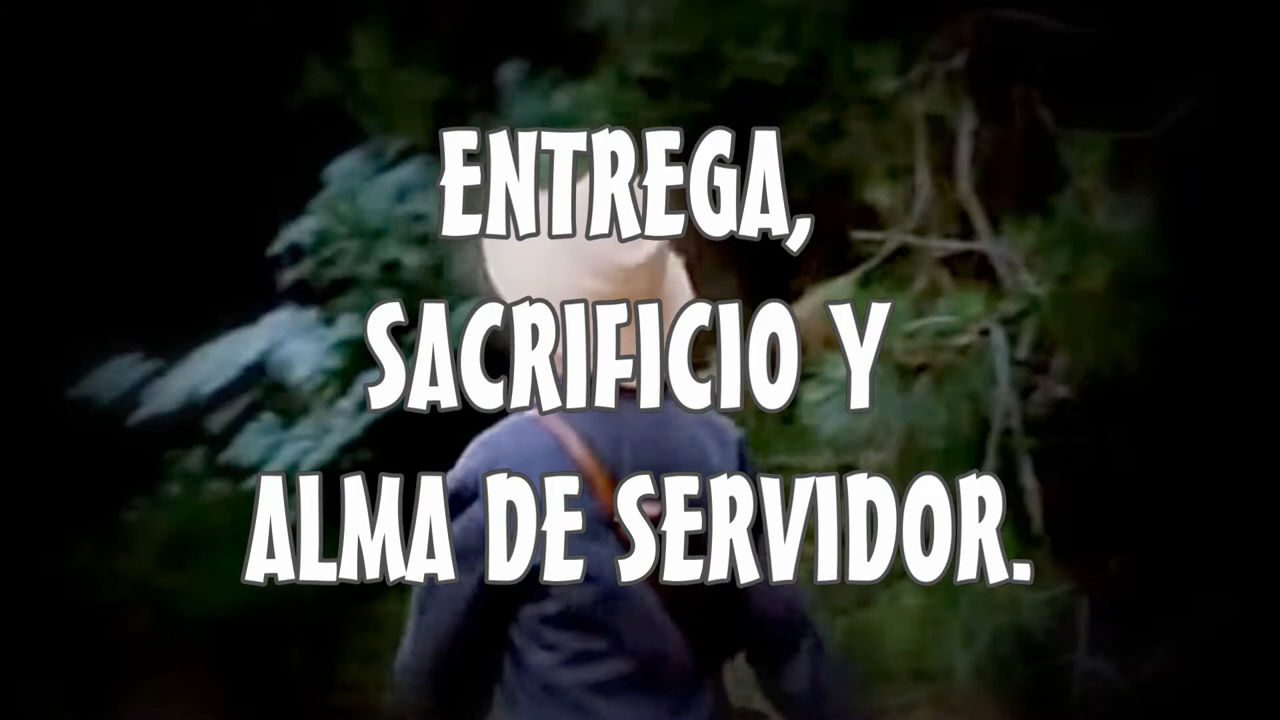 ENTREGA,
SACRIFICIO Y
ALMA DE SERVIDOR.